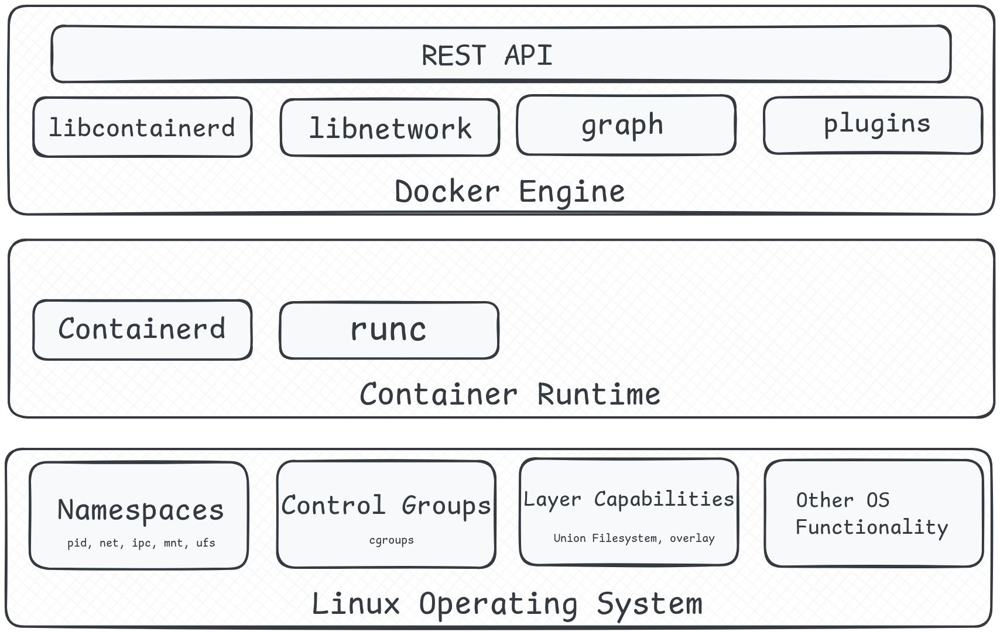 REST API
libcontainerd
libnetwork
graph
plugins
Docker Engine
Containerd
runc
Container Runtime
Namespaces
pid, net, ipc, mnt, ufs
Control Groups
cgroups
Layer Capabilities
Union Filesystem, overlay
Other OS
Functionality
Linux Operating System